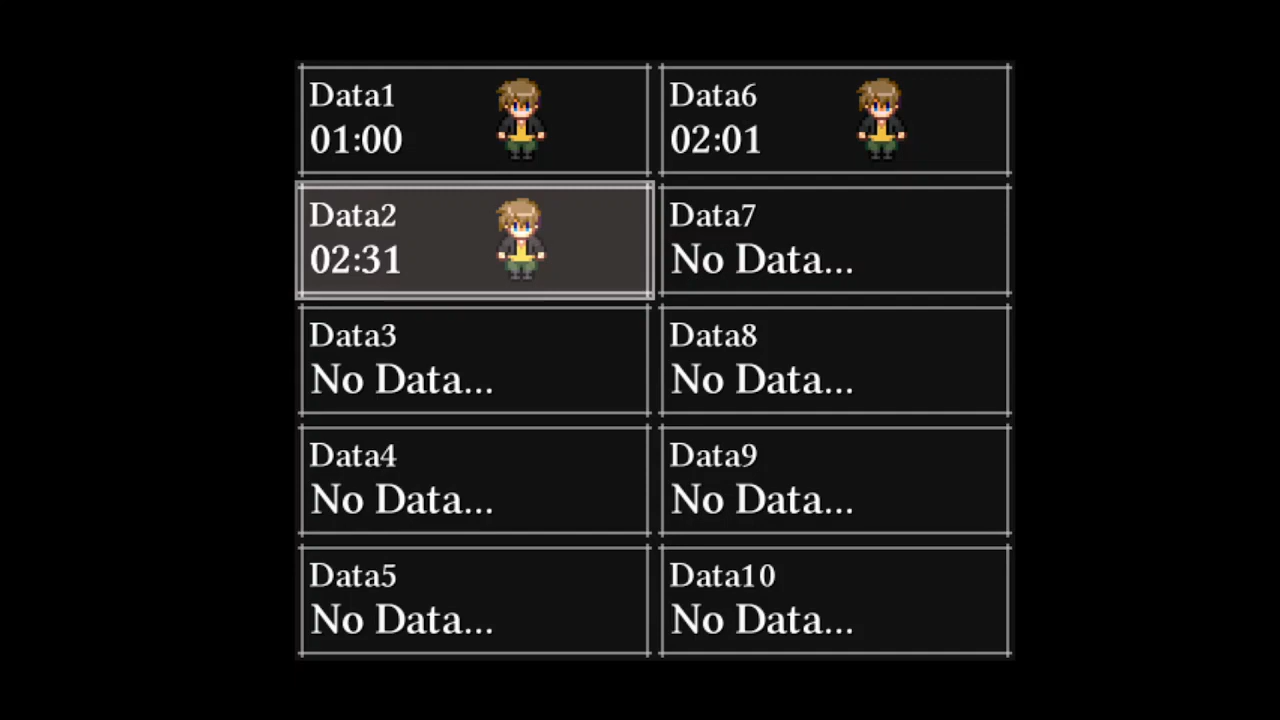 Data1
01:00
Data2
02:31
Data3
No Data...
Data4
No Data...
Data5
No Data...
Data6
02:01
Data7
No Data...
Data8
No Data...
Data9
No Data...
Data10
No Data...